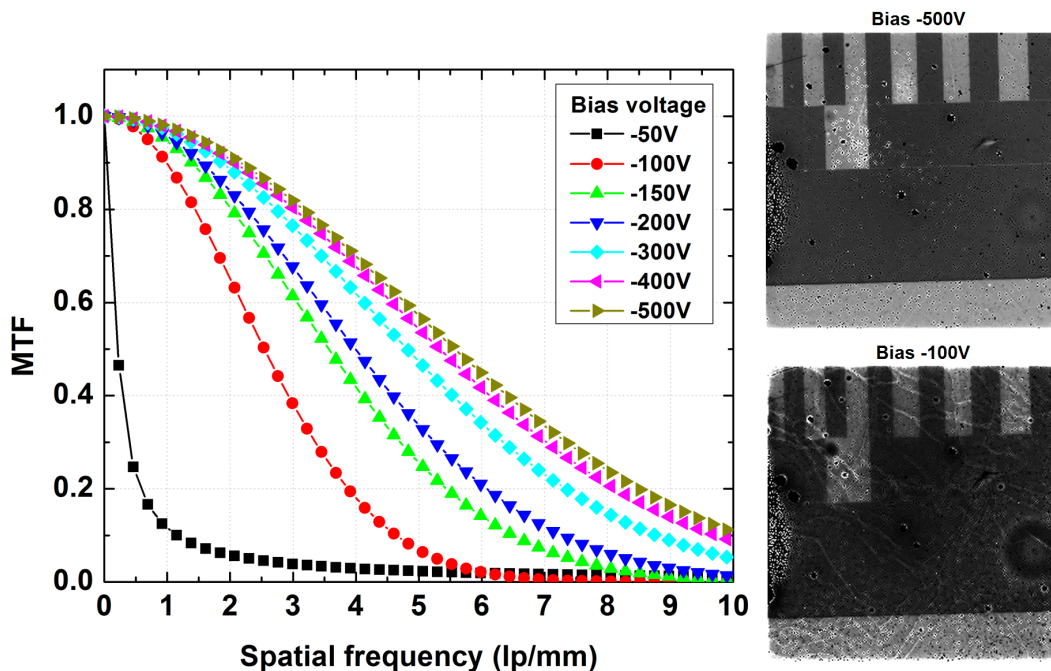 Bias -500V
1.0
0.8
0.6
0.4
0.2
0.0
MTF
Bias voltage
-50V
-100V
-150V
-200V
-300V
-400V
-500V
0 1 2 3 4 5 6 7 8 9 10
Spatial frequency (lp/mm)
Bias -100V